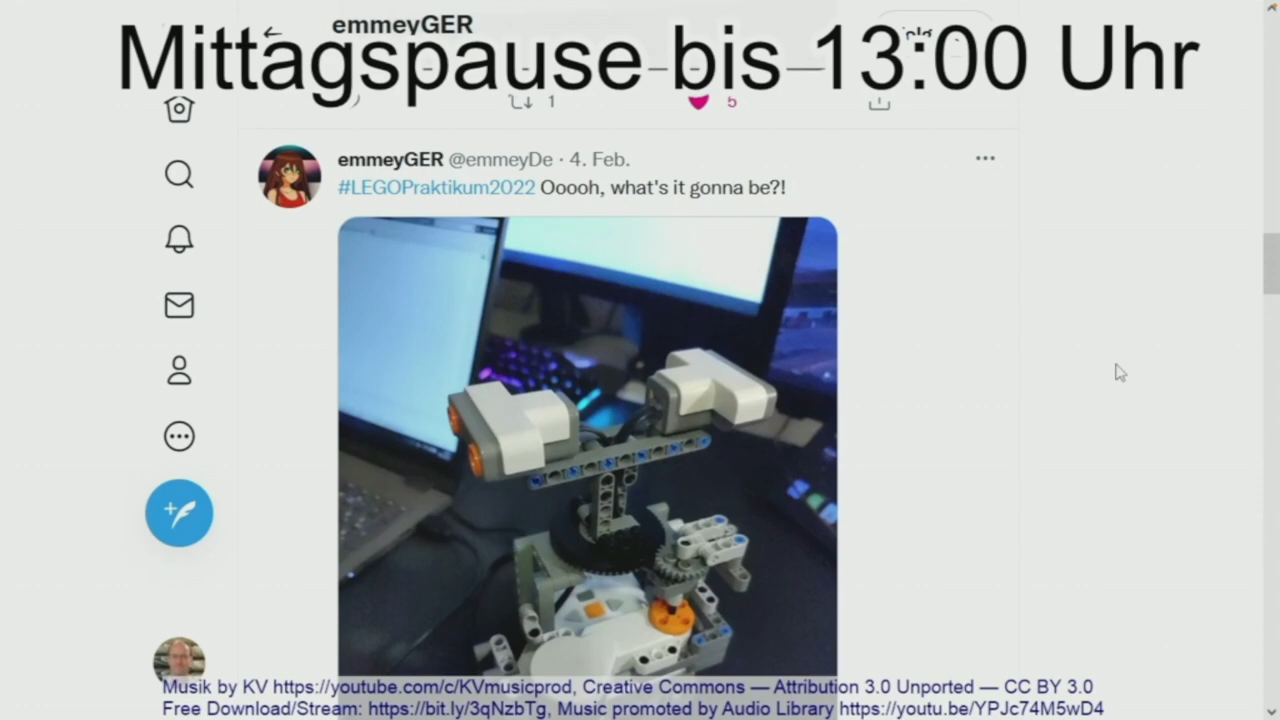 emmeyGER
Mittagspause bis 13:00 Uhr
1
5
emmeyGER @emmeyDe · 4. Feb.
#LEGOPraktikum2022 Ooooh, what's it gonna be?!
Musik by KV https://youtube.com/c/KVmusicprod, Creative Commons — Attribution 3.0 Unported — CC BY 3.0
Free Download/Stream: https://bit.ly/3qNzbTg, Music promoted by Audio Library https://youtu.be/YPJc74M5wD4